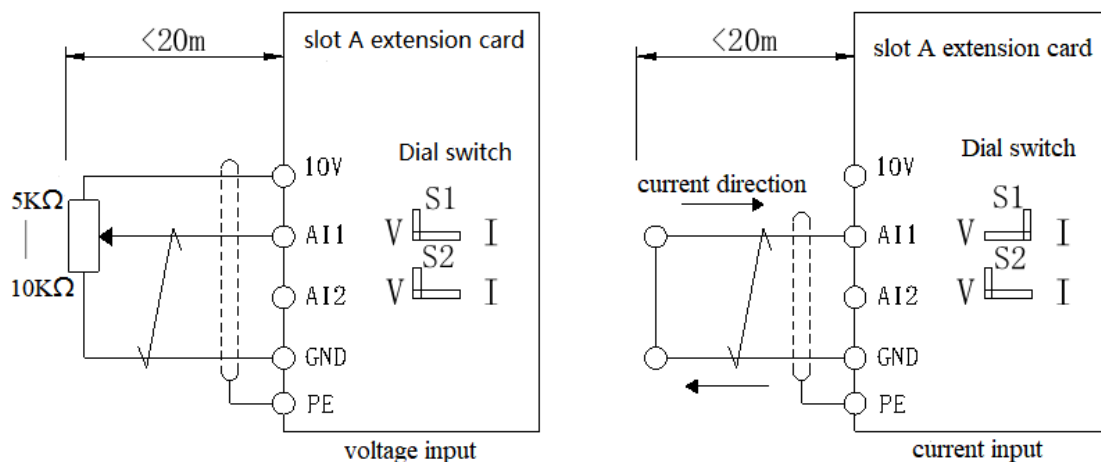 <20m
slot A extension card
Dial switch
10V
5KΩ
S1
AI1
V
I
S2
10KΩ
AI2
V
I
GND
PE
voltage input
<20m
slot A extension card
Dial switch
10V
current direction
S1
AI1
V
I
S2
AI2
V
I
GND
PE
current input